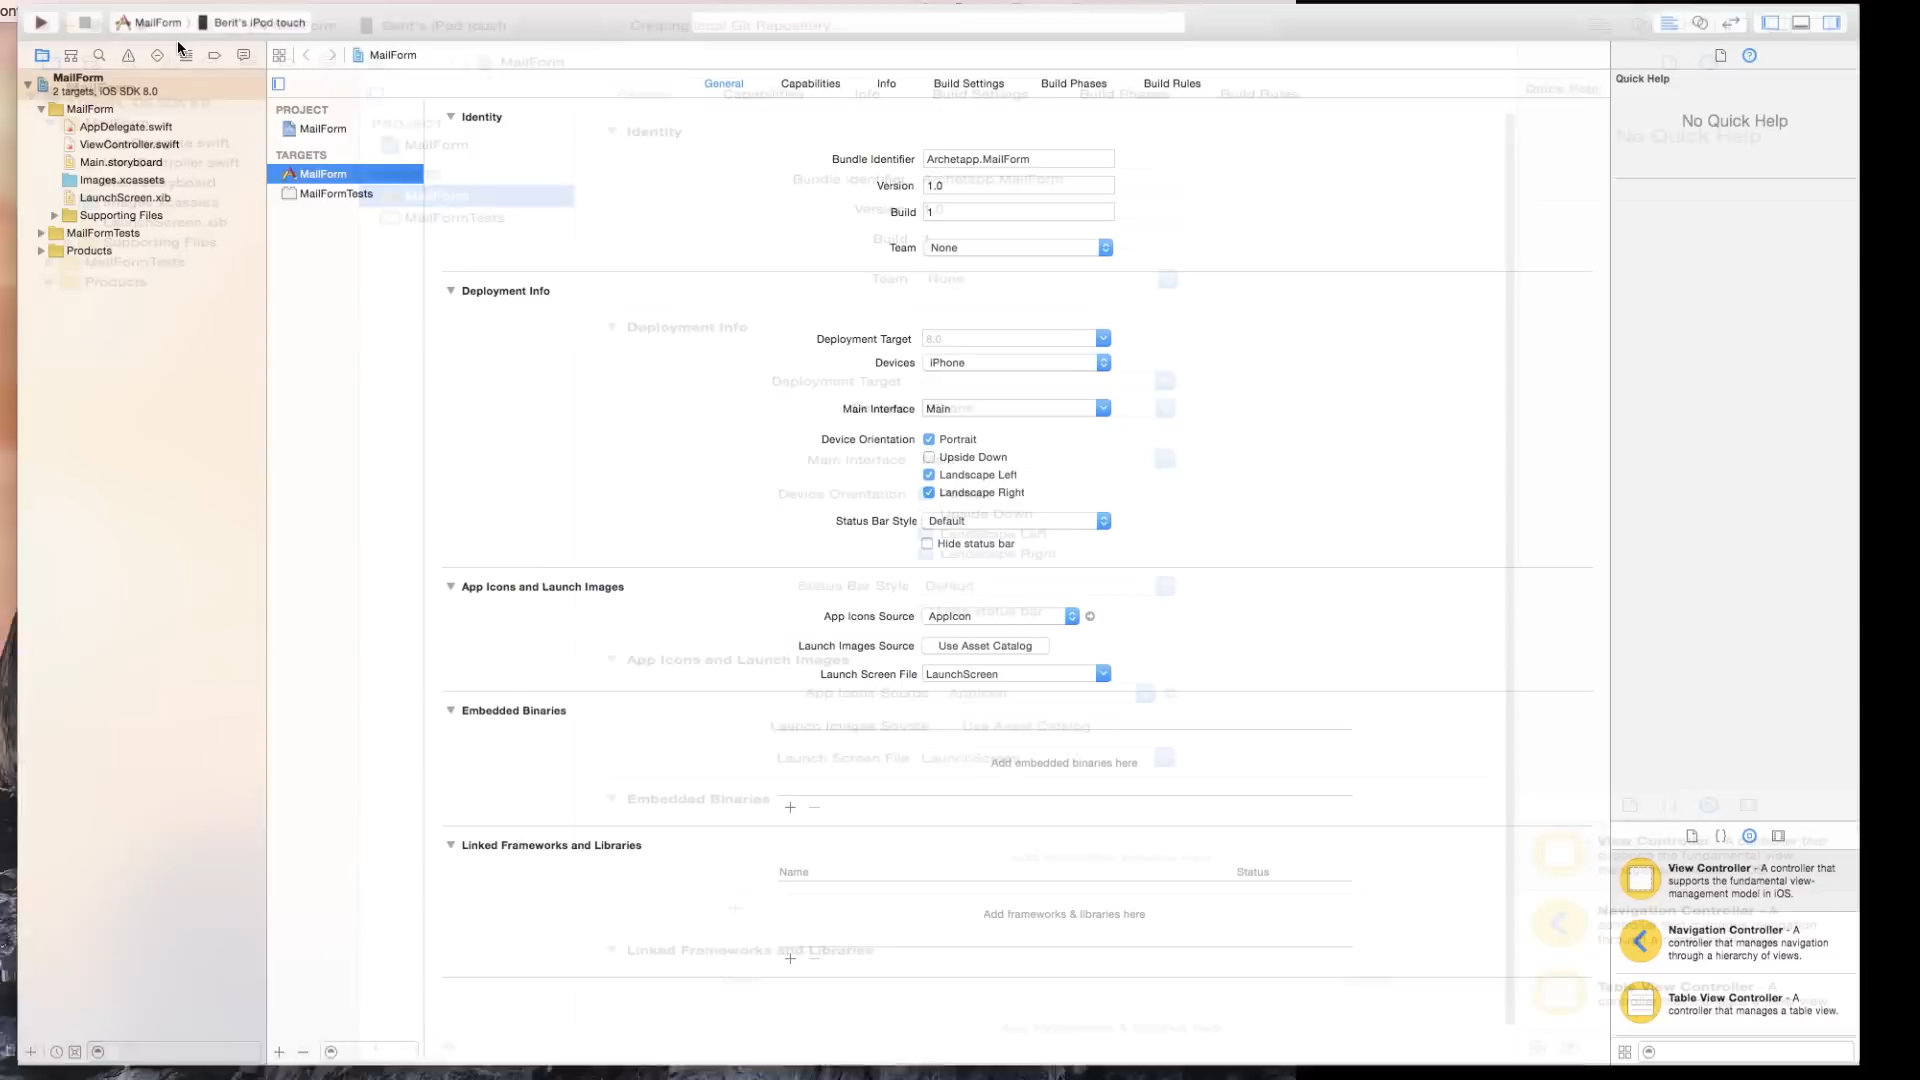 MailForm
Berit's iPod touch
Creating local Git Repository...
MailForm
General
Capabilities
Info
Build Settings
Build Phases
Build Rules
Quick Help
No Quick Help
MailForm
2 targets, iOS SDK 8.0
MailForm
AppDelegate.swift
ViewController.swift
Main.storyboard
Images.xcassets
LaunchScreen.xib
Supporting Files
MailFormTests
Products
PROJECT
MailForm
TARGETS
MailForm
MailFormTests
Identity
Bundle Identifier Archetapp.MailForm
Version 1.0
Build 1
Team None
Deployment Info
Deployment Target 8.0
Devices iPhone
Main Interface Main
Device Orientation Portrait
Upside Down
Landscape Left
Landscape Right
Status Bar Style Default
Hide status bar
App Icons and Launch Images
App Icons Source AppIcon
Launch Images Source Use Asset Catalog
Launch Screen File LaunchScreen
Embedded Binaries
Add embedded binaries here
Linked Frameworks and Libraries
Name Status
Add frameworks & libraries here
View Controller - A controller that
supports the fundamental view-
management model in iOS.
Navigation Controller - A
controller that manages navigation
through a hierarchy of views.
Table View Controller - A
controller that manages a table view.